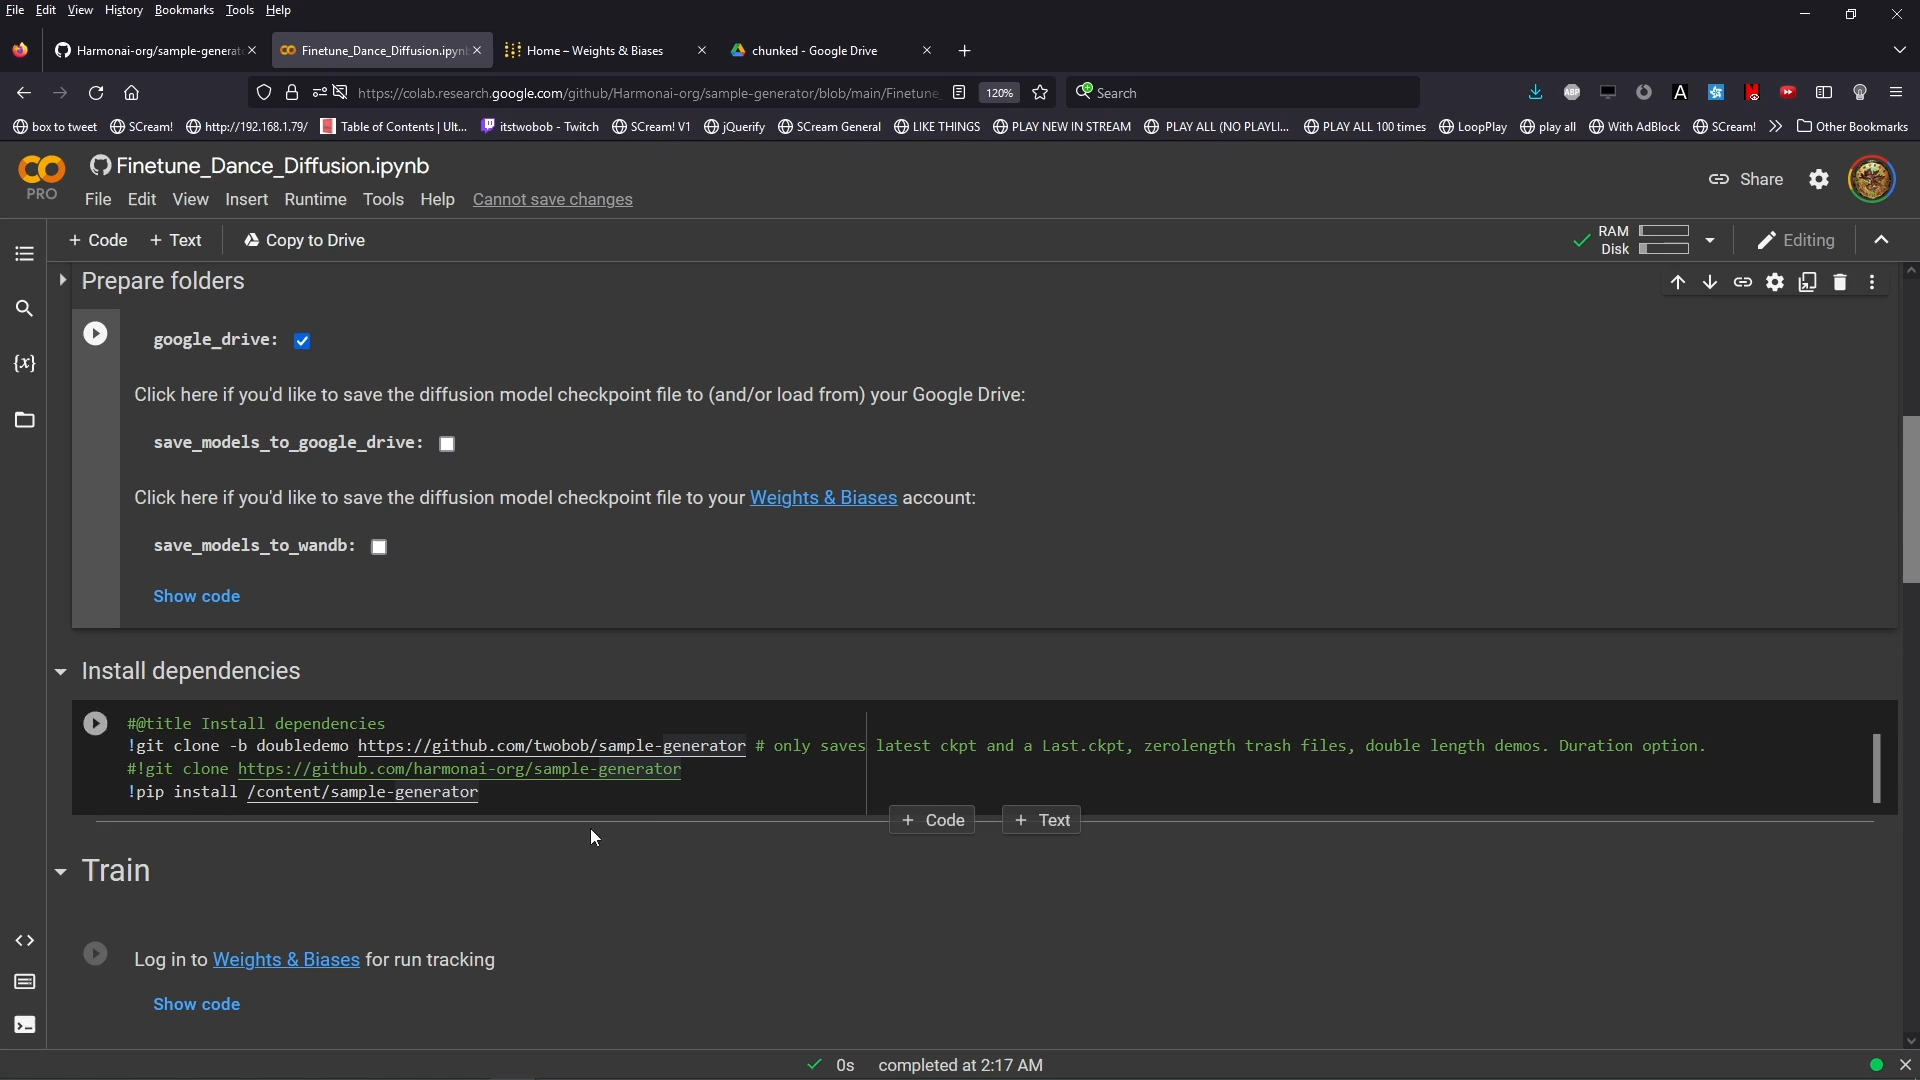 File Edit View History Bookmarks Tools Help
Harmonai-org/sample-generat
Finetune_Dance_Diffusion.ipyn
Home – Weights & Biases
chunked - Google Drive
https://colab.research.google.com/github/Harmonai-org/sample-generator/blob/main/Finetune_
120%
Search
box to tweet
SCream!
http://192.168.1.79/
Table of Contents | Ult...
itstwobob - Twitch
SCream! V1
jQuerify
SCream General
LIKE THINGS
PLAY NEW IN STREAM
PLAY ALL (NO PLAYLI...
PLAY ALL 100 times
LoopPlay
play all
With AdBlock
SCream!
Other Bookmarks
PRO
Finetune_Dance_Diffusion.ipynb
File Edit View Insert Runtime Tools Help Cannot save changes
Share
+ Code + Text Copy to Drive
RAM
Disk
Editing
Prepare folders
google_drive:
Click here if you'd like to save the diffusion model checkpoint file to (and/or load from) your Google Drive:
save_models_to_google_drive:
Click here if you'd like to save the diffusion model checkpoint file to your Weights & Biases account:
save_models_to_wandb:
Show code
Install dependencies
#@title Install dependencies
!git clone -b doubledemo https://github.com/twobob/sample-generator # only saves latest ckpt and a Last.ckpt, zerolength trash files, double length demos. Duration option.
#!git clone https://github.com/harmonai-org/sample-generator
!pip install /content/sample-generator
+ Code + Text
Train
Log in to Weights & Biases for run tracking
Show code
0s completed at 2:17 AM